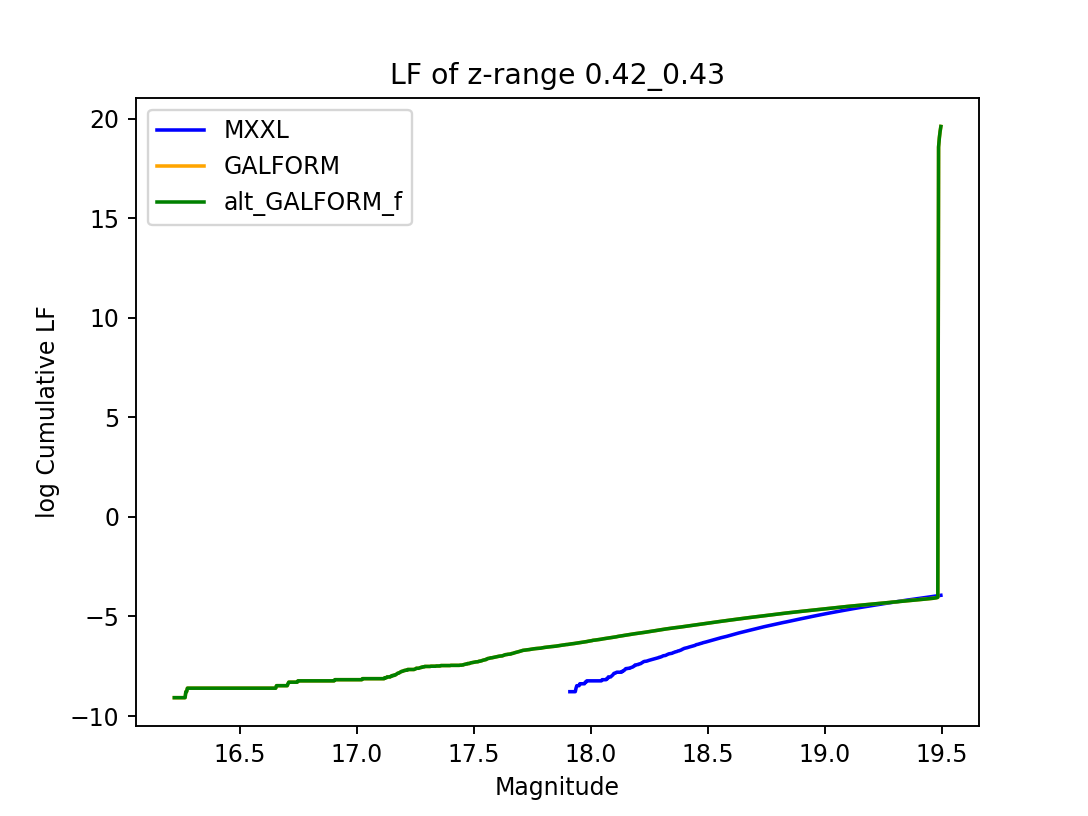 LF of z-range 0.42_0.43
MXXL
GALFORM
alt_GALFORM_f
log Cumulative LF
20
15
10
5
0
−5
−10
16.5 17.0 17.5 18.0 18.5 19.0 19.5
Magnitude